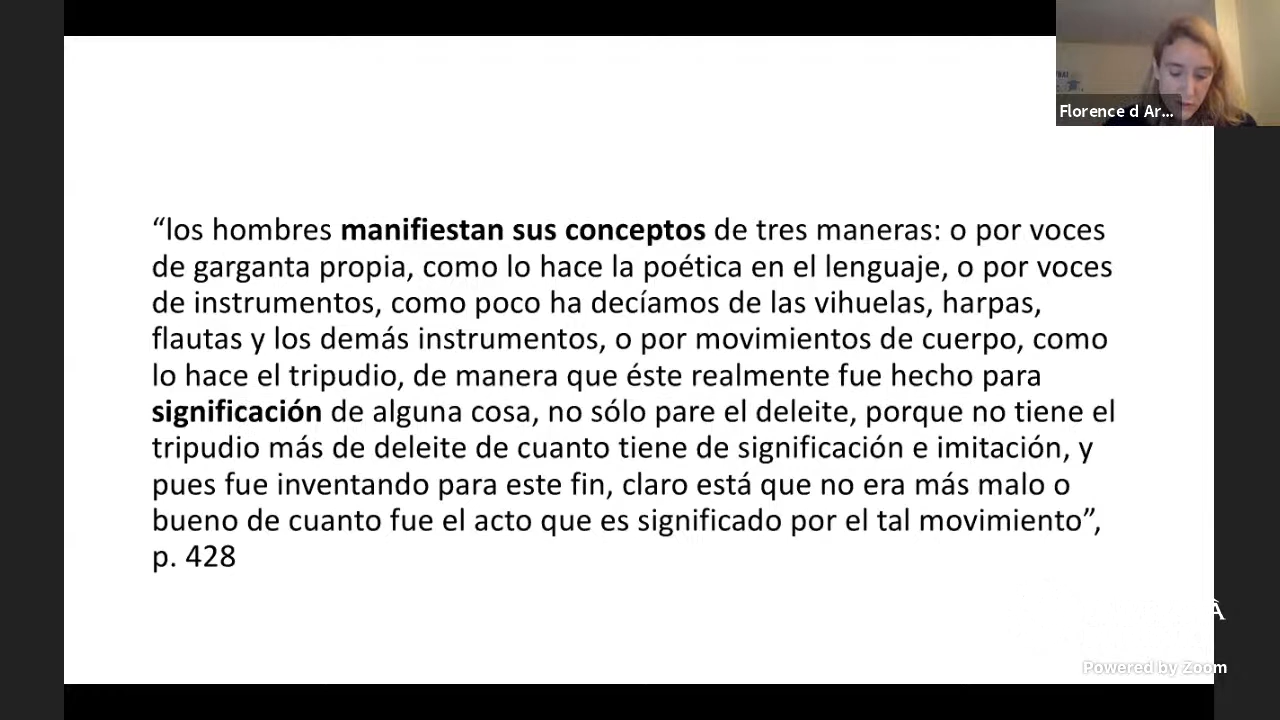 Florence d Ar...
“los hombres manifiestan sus conceptos de tres maneras: o por voces
de garganta propia, como lo hace la poética en el lenguaje, o por voces
de instrumentos, como poco ha decíamos de las vihuelas, harpas,
flautas y los demás instrumentos, o por movimientos de cuerpo, como
lo hace el tripudio, de manera que éste realmente fue hecho para
significación de alguna cosa, no sólo pare el deleite, porque no tiene el
tripudio más de deleite de cuanto tiene de significación e imitación, y
pues fue inventando para este fin, claro está que no era más malo o
bueno de cuanto fue el acto que es significado por el tal movimiento”,
p. 428
Powered by Zoom